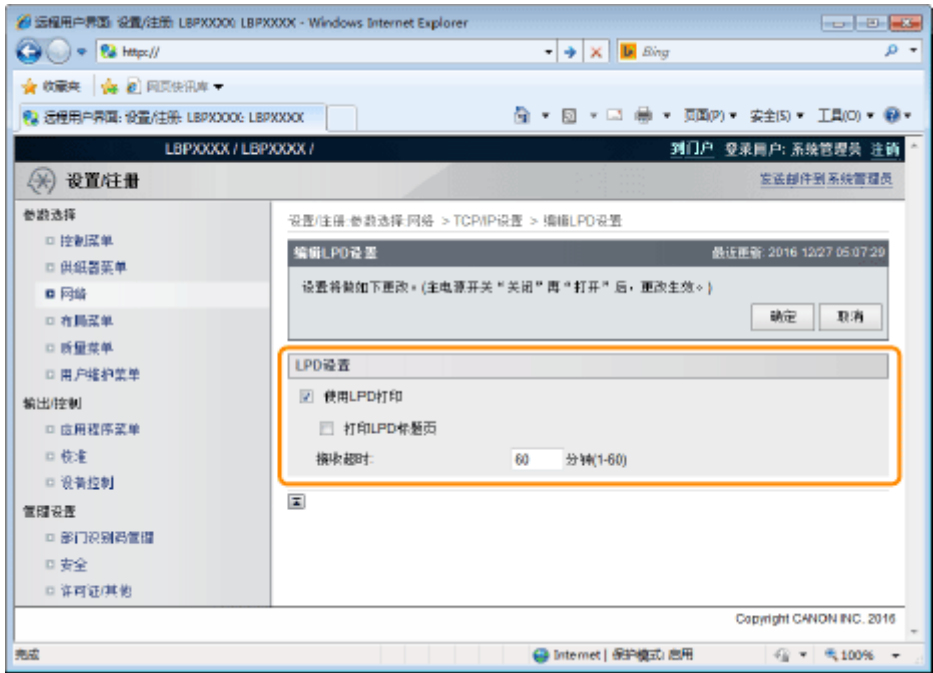 远程用户界面: 设置/注册: LBPXXXX: LBPXXXX - Windows Internet Explorer
http://
Bing
收藏夹 网页快讯库
远程用户界面: 设置/注册: LBPXXXX: LBPXXXX
页面(P) 安全(S) 工具(O)
LBPXXXX / LBPXXXX /
到门户 登录用户: 系统管理员 注销
设置/注册
发送邮件到系统管理员
参数选择
控制菜单
供纸器菜单
网络
布局菜单
质量菜单
用户维护菜单
输出/控制
应用程序菜单
校准
设备控制
管理设置
部门识别码管理
安全
许可证/其他
设置/注册:参数选择:网络 > TCP/IP设置 > 编辑LPD设置
编辑LPD设置
最近更新: 2016 12/27 05:07:29
设置将做如下更改。(主电源开关“关闭”再“打开”后，更改生效。)
确定 取消
LPD设置
使用LPD打印
打印LPD标题页
接收超时: 60 分钟(1-60)
Copyright CANON INC. 2016
完成
Internet | 保护模式: 启用
100%